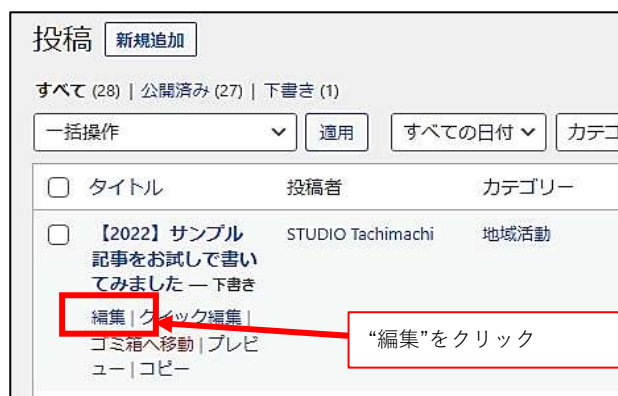 投稿 新規追加
すべて (28) | 公開済み (27) | 下書き (1)
一括操作 適用 すべての日付 カテゴ
タイトル 投稿者 カテゴリー
【2022】サンプル STUDIO Tachimachi 地域活動
記事をお試しで書い
てみました — 下書き
編集 | クイック編集 |
ゴミ箱へ移動 | プレビ
ュー | コピー
“編集”をクリック